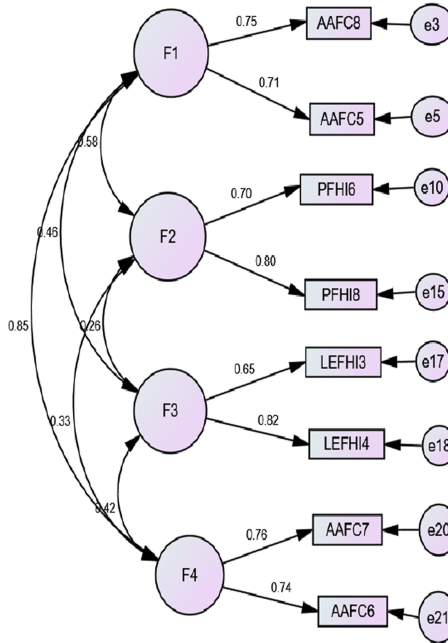 0.75
AAFC8
e3
F1
0.71
AAFC5
e5
0.58
0.70
PFHI6
e10
0.46
F2
0.80
PFHI8
e15
0.85
0.26
0.65
LEFHI3
e17
F3
0.82
LEFHI4
e18
0.33
0.42
0.76
AAFC7
e20
F4
0.74
AAFC6
e21